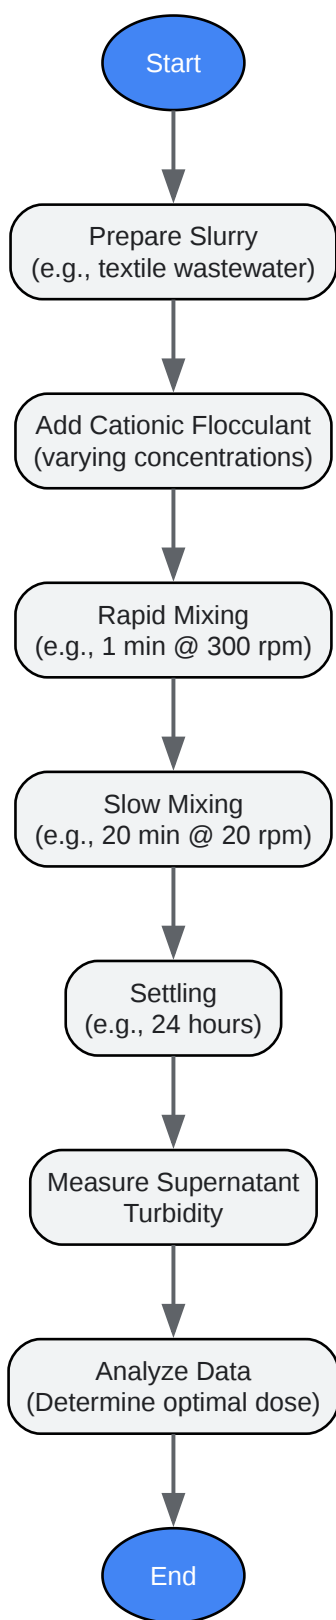 Start
Prepare Slurry
(e.g., textile wastewater)
Add Cationic Flocculant
(varying concentrations)
Rapid Mixing
(e.g., 1 min @ 300 rpm)
Slow Mixing
(e.g., 20 min @ 20 rpm)
Settling
(e.g., 24 hours)
Measure Supernatant
Turbidity
Analyze Data
(Determine optimal dose)
End